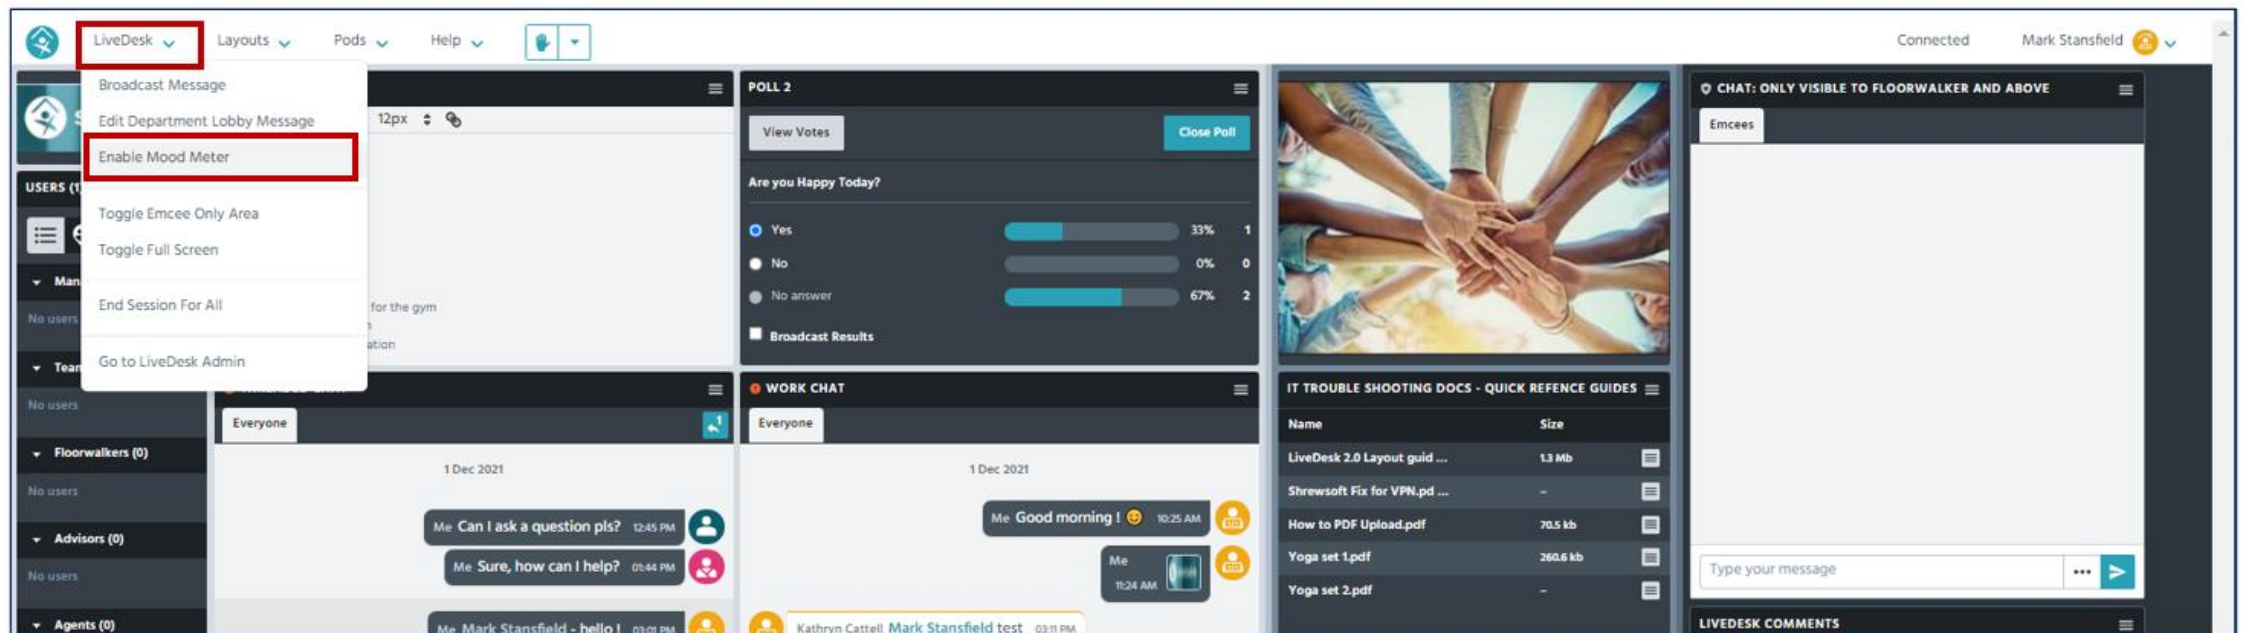 LiveDesk
Layouts
Pods
Help
Connected
Mark Stansfield
Broadcast Message
Edit Department Lobby Message
Enable Mood Meter
Toggle Emcee Only Area
Toggle Full Screen
End Session For All
Go to LiveDesk Admin
USERS
No users
No users
Floorwalkers (0)
No users
Advisors (0)
No users
Agents (0)
12px
for the gym
POLL 2
View Votes
Close Poll
Are you Happy Today?
Yes 33% 1
No 0% 0
No answer 67% 2
Broadcast Results
Everyone
1
1 Dec 2021
Me Can I ask a question pls? 12:45 PM
Me Sure, how can I help? 01:44 PM
Me Mark Stansfield - hello ! 03:01 PM
WORK CHAT
Everyone
1 Dec 2021
Me Good morning ! 😊 10:25 AM
Me
11:24 AM
Kathryn Cattell Mark Stansfield test 03:11 PM
IT TROUBLE SHOOTING DOCS - QUICK REFENCE GUIDES
Name Size
LiveDesk 2.0 Layout guid ... 1.3 Mb
Shrewsoft Fix for VPN.pd ... –
How to PDF Upload.pdf 70.5 kb
Yoga set 1.pdf 260.6 kb
Yoga set 2.pdf –
CHAT: ONLY VISIBLE TO FLOORWALKER AND ABOVE
Emcees
Type your message
LIVEDESK COMMENTS